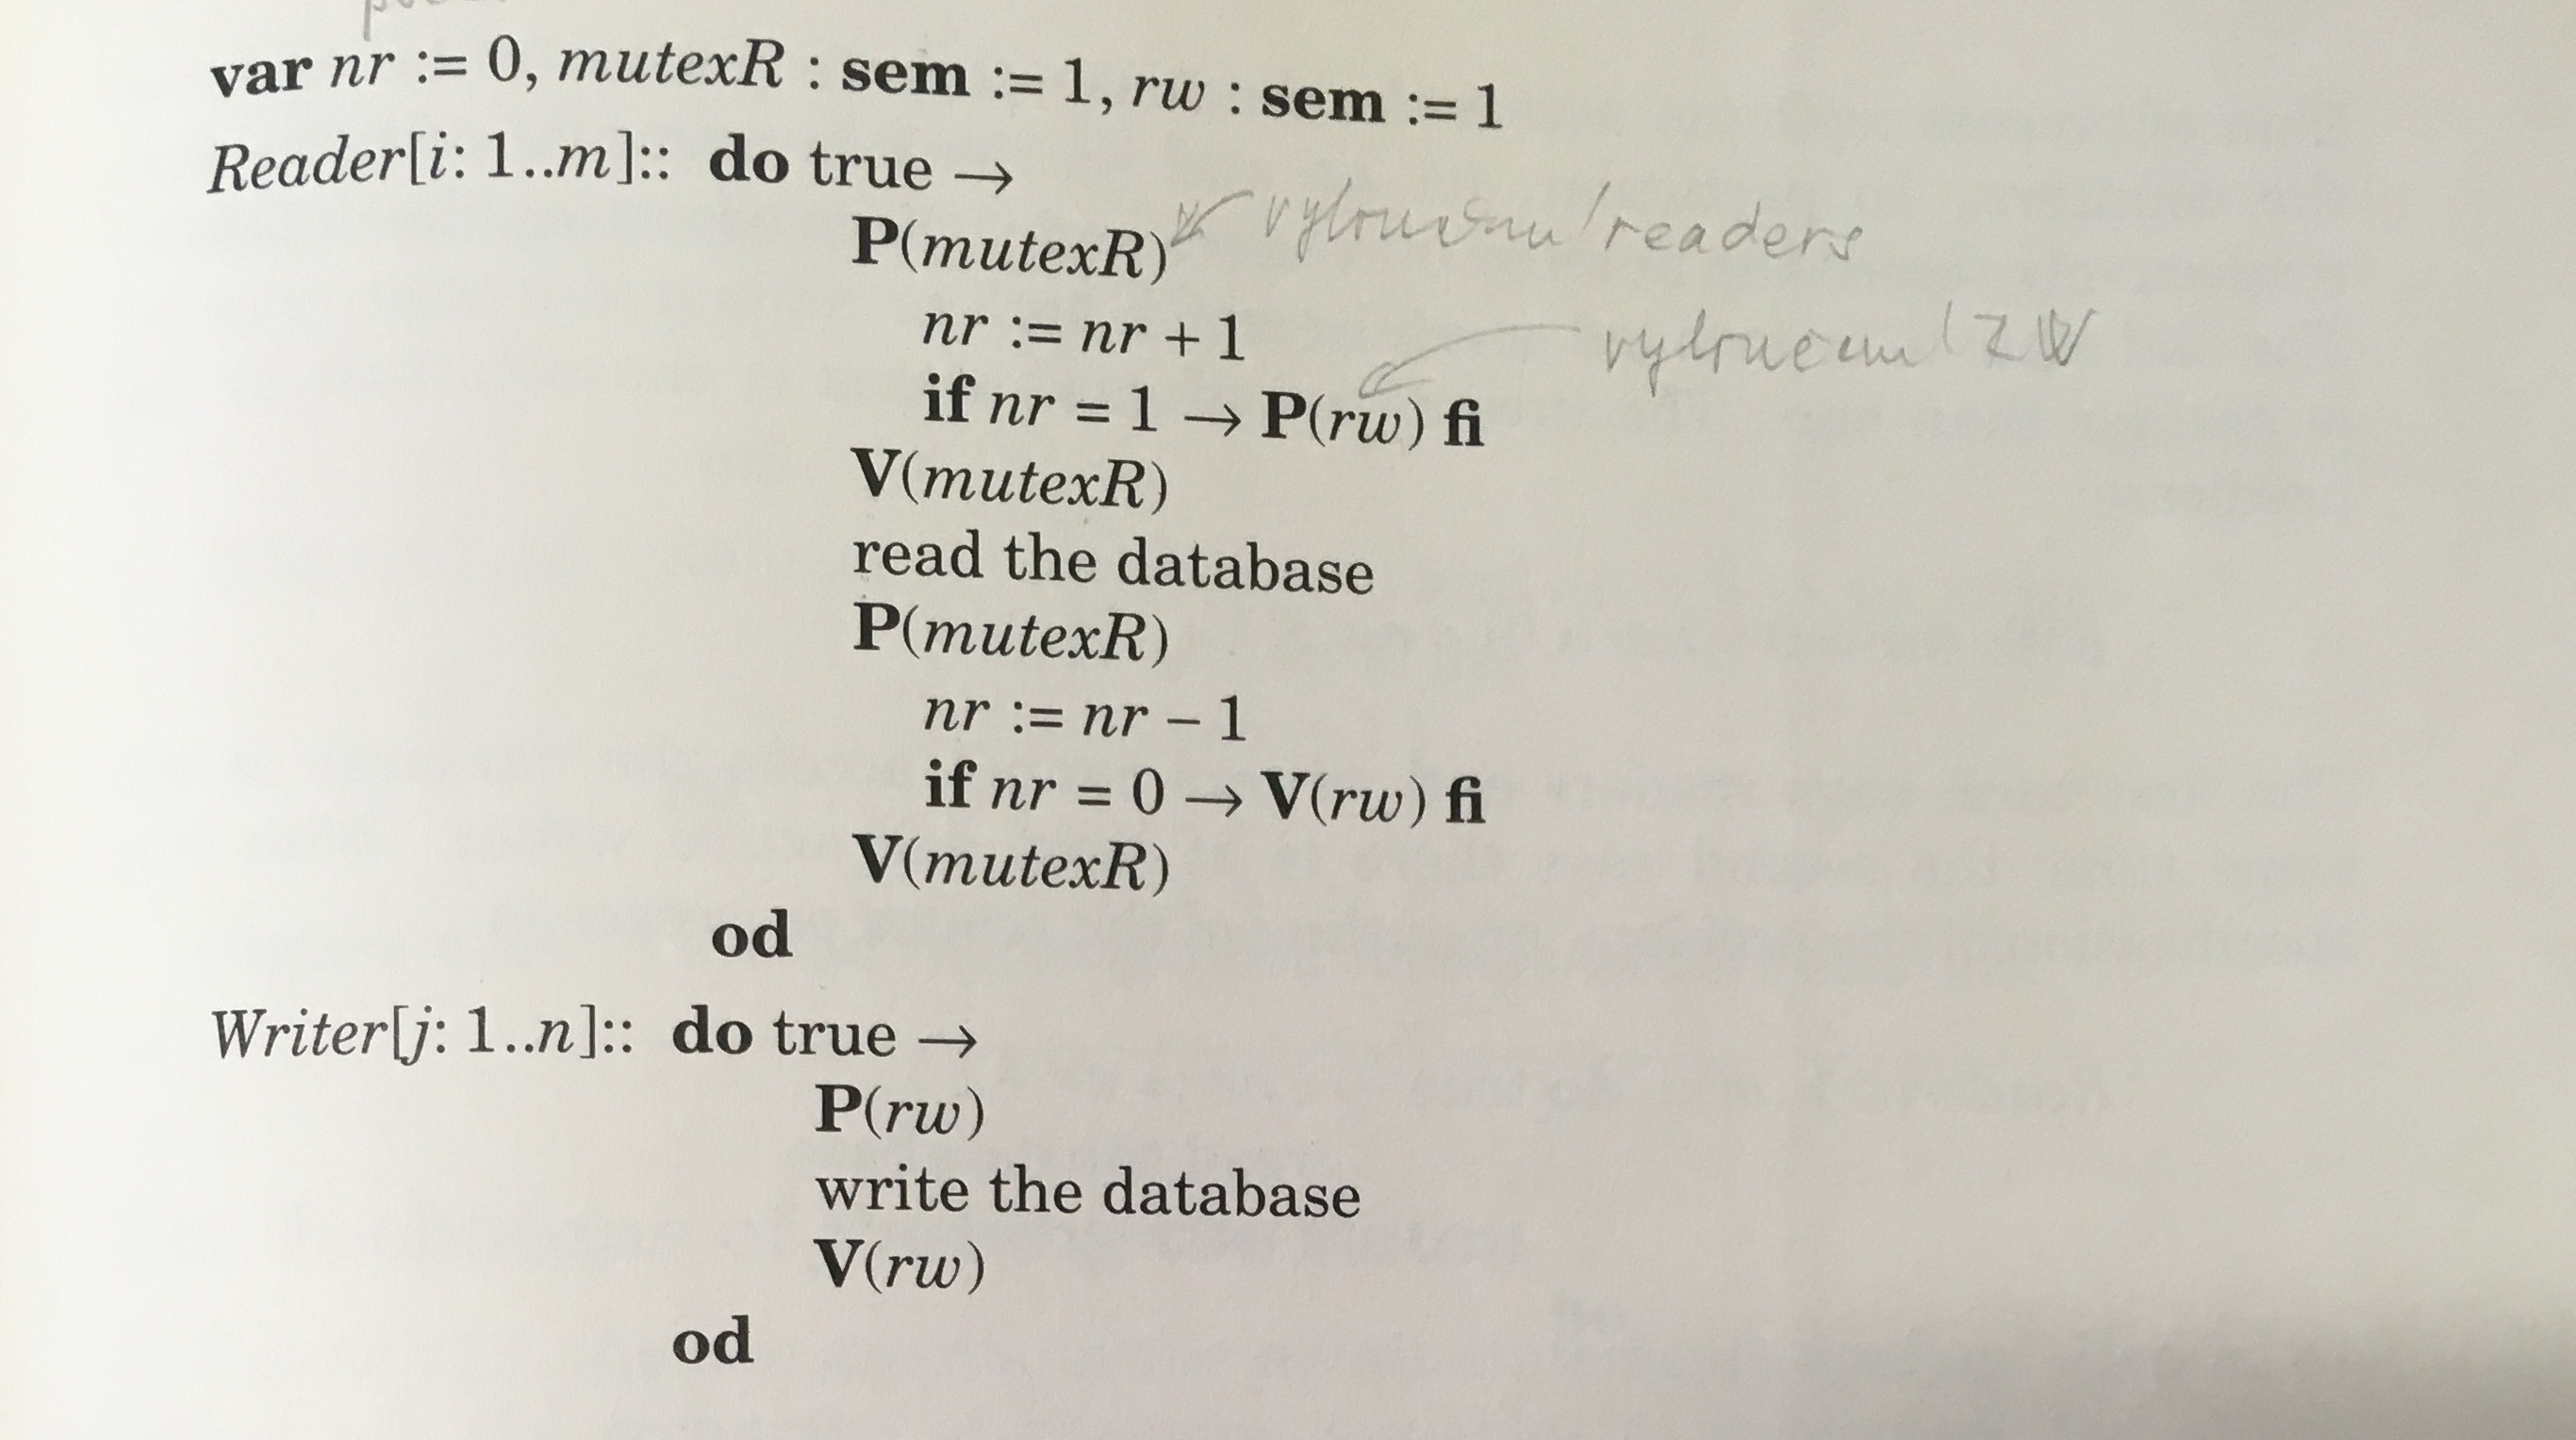 var nr := 0, mutexR : sem := 1, rw : sem := 1
Reader[i: 1..m]:: do true →
P(mutexR) vyloučení readers
nr := nr + 1
if nr = 1 → P(rw) fi vyloučení
V(mutexR)
read the database
P(mutexR)
nr := nr – 1
if nr = 0 → V(rw) fi
V(mutexR)
od
Writer[j: 1..n]:: do true →
P(rw)
write the database
V(rw)
od